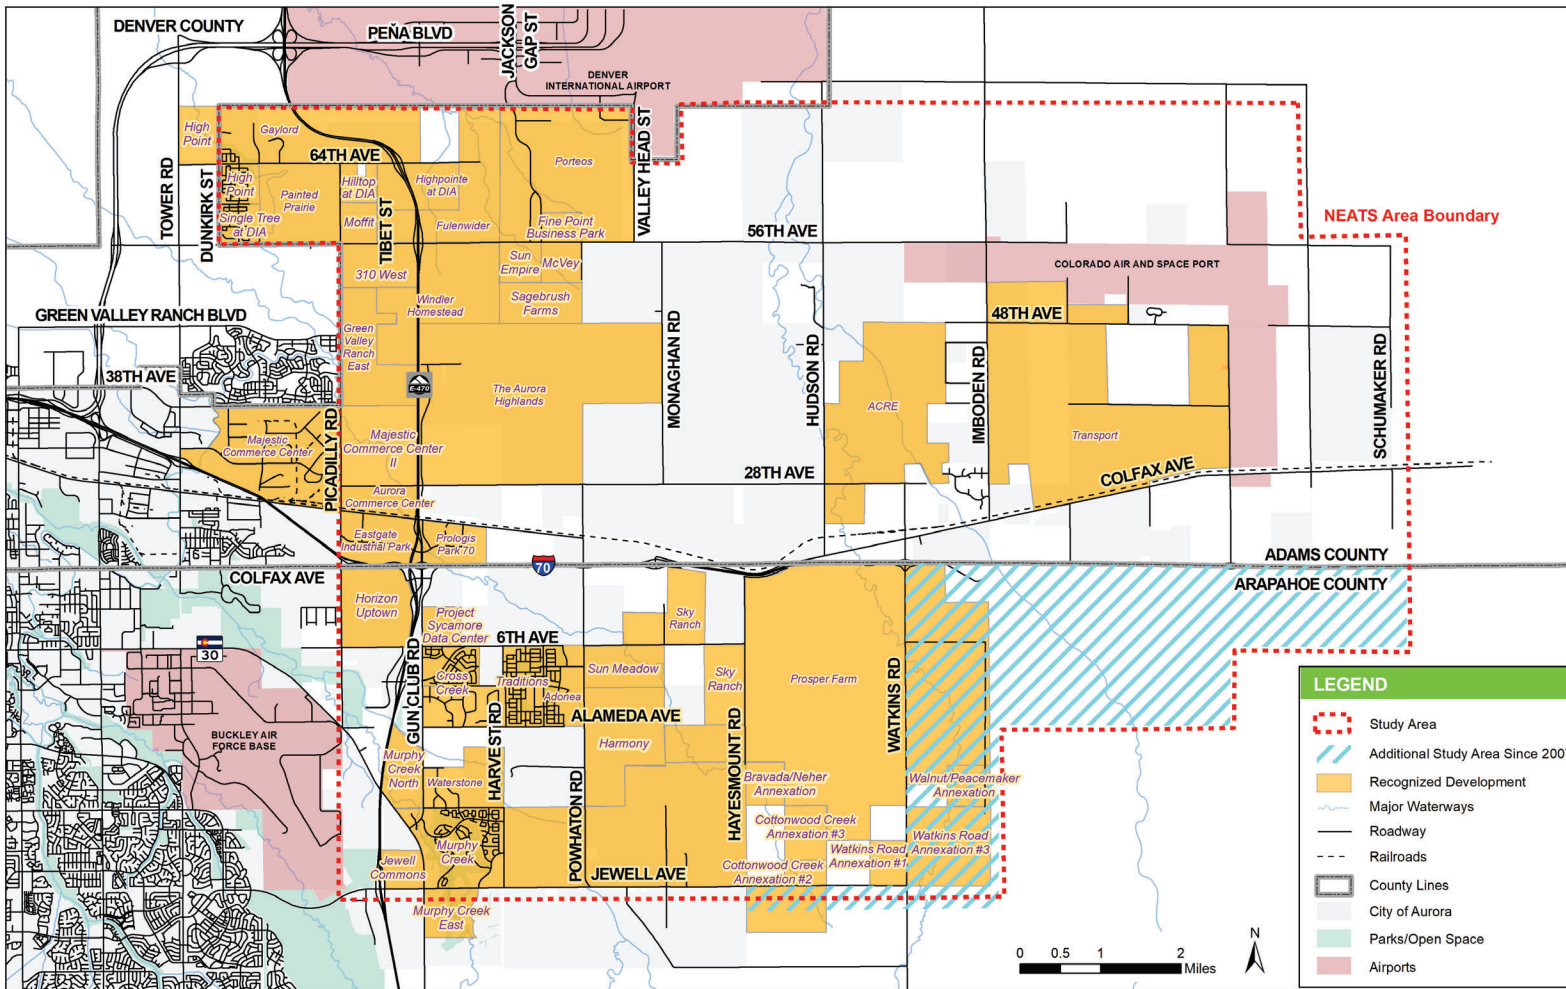 DENVER COUNTY
PEÑA BLVD
JACKSON
GAP ST
DENVER
INTERNATIONAL AIRPORT
High
Point
Gaylord
64TH AVE
Porteos
VALLEY HEAD ST
TOWER RD
DUNKIRK ST
High
Point
Painted
Prairie
Hilltop
at DIA
Highpointe
at DIA
TIBET ST
Single Tree
at DIA
Moffit
Fulenwider
Fine Point
Business Park
56TH AVE
NEATS Area Boundary
310 West
Sun
Empire
McVey
COLORADO AIR AND SPACE PORT
Windler
Homestead
Sagebrush
Farms
GREEN VALLEY RANCH BLVD
48TH AVE
Green
Valley
Ranch
East
MONAGHAN RD
HUDSON RD
IMBODEN RD
SCHUMAKER RD
38TH AVE
E-470
The Aurora
Highlands
ACRE
Majestic
Commerce Center
PICADILLY RD
Majestic
Commerce Center
II
Transport
28TH AVE
COLFAX AVE
Aurora
Commerce Center
Eastgate
Industrial Park
Prologis
Park 70
70
ADAMS COUNTY
COLFAX AVE
ARAPAHOE COUNTY
Horizon
Uptown
Project
Sycamore
Data Center
Sky
Ranch
6TH AVE
30
GUN CLUB RD
Cross
Creek
Traditions
Adonea
Sun Meadow
Sky
Ranch
Prosper Farm
WATKINS RD
HARVEST RD
ALAMEDA AVE
BUCKLEY AIR
FORCE BASE
Harmony
HAYESMOUNT RD
Murphy
Creek
North
Waterstone
POWHATON RD
Bravada/Neher
Annexation
Walnut/Peacemaker
Annexation
Cottonwood Creek
Annexation #3
Murphy
Creek
Watkins Road
Annexation #1
Watkins Road
Annexation #3
Jewell
Commons
JEWELL AVE
Cottonwood Creek
Annexation #2
Murphy Creek
East
LEGEND
Study Area
Additional Study Area Since 2007
Recognized Development
Major Waterways
Roadway
Railroads
County Lines
City of Aurora
Parks/Open Space
Airports
0 0.5 1 2
Miles
N